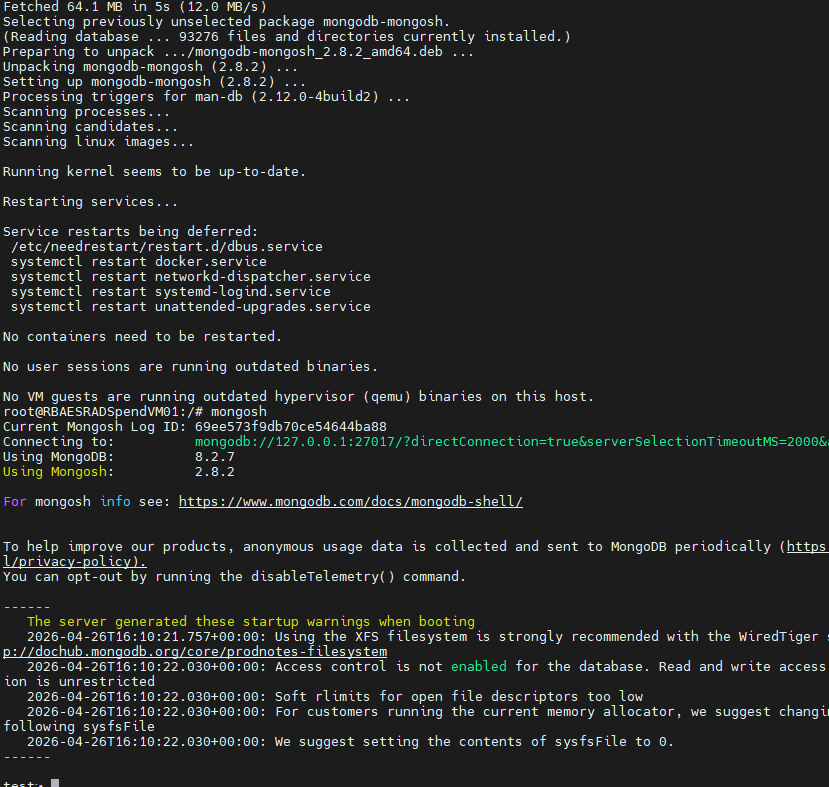 Fetched 64.1 MB in 5s (12.0 MB/s)
Selecting previously unselected package mongodb-mongosh.
(Reading database ... 93276 files and directories currently installed.)
Preparing to unpack .../mongodb-mongosh_2.8.2_amd64.deb ...
Unpacking mongodb-mongosh (2.8.2) ...
Setting up mongodb-mongosh (2.8.2) ...
Processing triggers for man-db (2.12.0-4build2) ...
Scanning processes...
Scanning candidates...
Scanning linux images...

Running kernel seems to be up-to-date.

Restarting services...

Service restarts being deferred:
 /etc/needrestart/restart.d/dbus.service
 systemctl restart docker.service
 systemctl restart networkd-dispatcher.service
 systemctl restart systemd-logind.service
 systemctl restart unattended-upgrades.service

No containers need to be restarted.

No user sessions are running outdated binaries.

No VM guests are running outdated hypervisor (qemu) binaries on this host.
root@RBAESRADSpendVM01:/# mongosh
Current Mongosh Log ID: 69ee573f9db70ce54644ba88
Connecting to:          mongodb://127.0.0.1:27017/?directConnection=true&serverSelectionTimeoutMS=2000&
Using MongoDB:          8.2.7
Using Mongosh:          2.8.2

For mongosh info see: https://www.mongodb.com/docs/mongodb-shell/


To help improve our products, anonymous usage data is collected and sent to MongoDB periodically (https
l/privacy-policy).
You can opt-out by running the disableTelemetry() command.

------
   The server generated these startup warnings when booting
   2026-04-26T16:10:21.757+00:00: Using the XFS filesystem is strongly recommended with the WiredTiger
p://dochub.mongodb.org/core/prodnotes-filesystem
   2026-04-26T16:10:22.030+00:00: Access control is not enabled for the database. Read and write access
ion is unrestricted
   2026-04-26T16:10:22.030+00:00: Soft rlimits for open file descriptors too low
   2026-04-26T16:10:22.030+00:00: For customers running the current memory allocator, we suggest changi
following sysfsFile
   2026-04-26T16:10:22.030+00:00: We suggest setting the contents of sysfsFile to 0.
------

test>